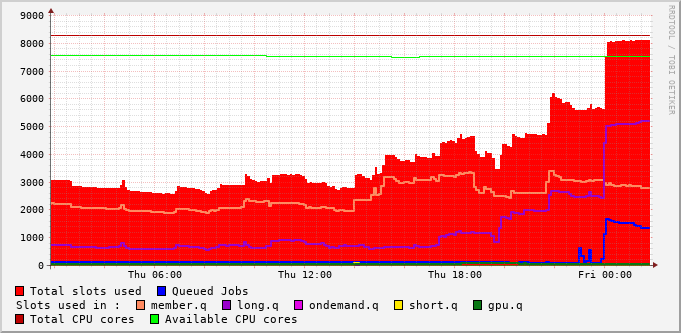 9000
8000
7000
6000
5000
4000
3000
2000
1000
0
Thu 06:00 Thu 12:00 Thu 18:00 Fri 00:00
RRDTOOL / TOBI OETIKER
Total slots used Queued Jobs
Slots used in : member.q long.q ondemand.q short.q gpu.q
Total CPU cores Available CPU cores